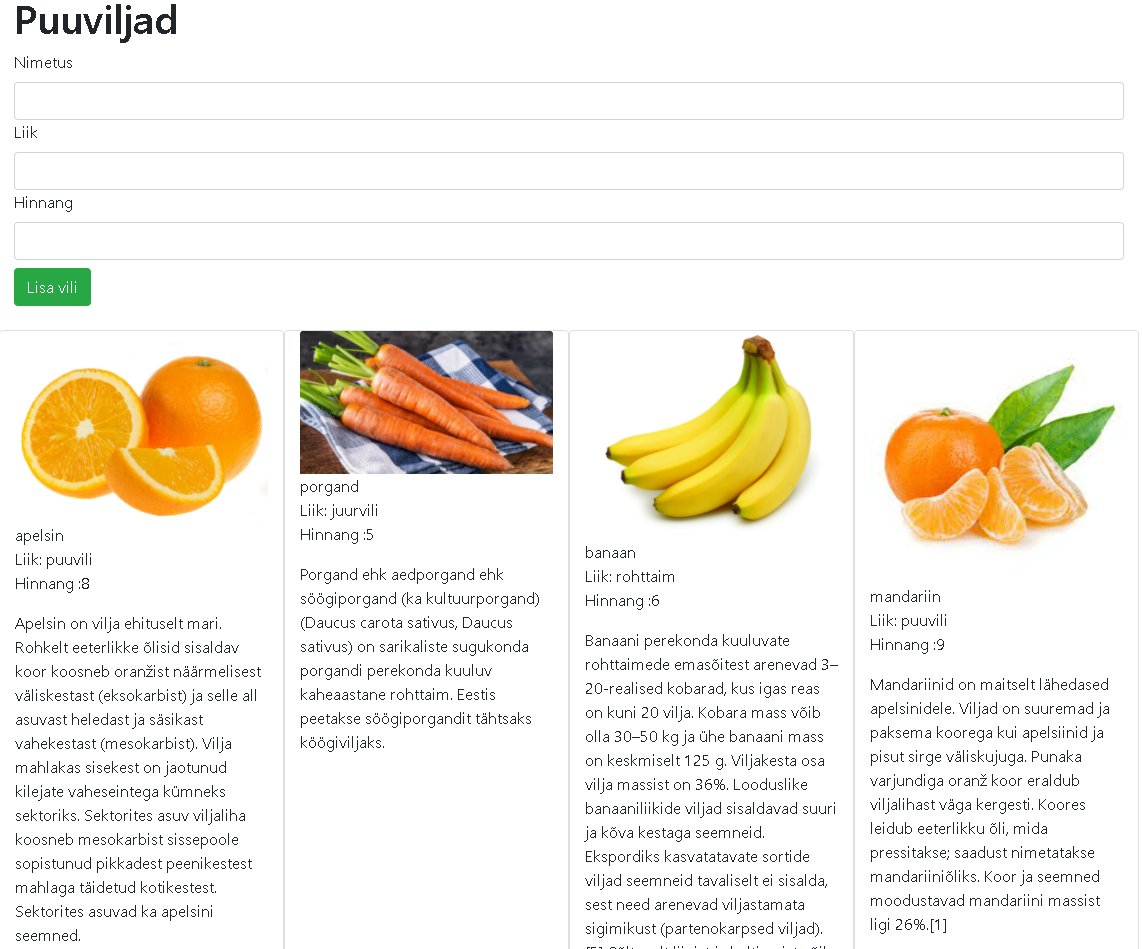 Puuviljad
Nimetus
Liik
Hinnang
Lisa vili
apelsin
Liik: puuvili
Hinnang :8
Apelsin on vilja ehituselt mari.
Rohkelt eeterlikke õlisid sisaldav
koor koosneb oranžist näärmelisest
väliskestast (eksokarbist) ja selle all
asuvast heledast ja säsikast
vahekestast (mesokarbist). Vilja
mahlakas sisekest on jaotunud
kilejate vaheseintega kümneks
sektoriks. Sektorites asuv viljaliha
koosneb mesokarbist sissepoole
sopistunud pikkadest peenikestest
mahlaga täidetud kotikestest.
Sektorites asuvad ka apelsini
seemned.
porgand
Liik: juurvili
Hinnang :5
Porgand ehk aedporgand ehk
söögiporgand (ka kultuurporgand)
(Daucus carota sativus, Daucus
sativus) on sarikaliste sugukonda
porgandi perekonda kuuluv
kaheaastane rohttaim. Eestis
peetakse söögiporgandit tähtsaks
köögiviljaks.
banaan
Liik: rohttaim
Hinnang :6
Banaani perekonda kuuluvate
rohttaimede emasõitest arenevad 3–
20-realised kobarad, kus igas reas
on kuni 20 vilja. Kobara mass võib
olla 30–50 kg ja ühe banaani mass
on keskmiselt 125 g. Viljakesta osa
vilja massist on 36%. Looduslike
banaaniliikide viljad sisaldavad suuri
ja kõva kestaga seemneid.
Ekspordiks kasvatatavate sortide
viljad seemneid tavaliselt ei sisalda,
sest need arenevad viljastamata
sigimikust (partenokarpsed viljad).
mandariin
Liik: puuvili
Hinnang :9
Mandariinid on maitselt lähedased
apelsinidele. Viljad on suuremad ja
paksema koorega kui apelsiinid ja
pisut sirge väliskujuga. Punaka
varjundiga oranž koor eraldub
viljalihast väga kergesti. Koores
leidub eeterlikku õli, mida
pressitakse; saadust nimetatakse
mandariiniõliks. Koor ja seemned
moodustavad mandariini massist
ligi 26%.[1]